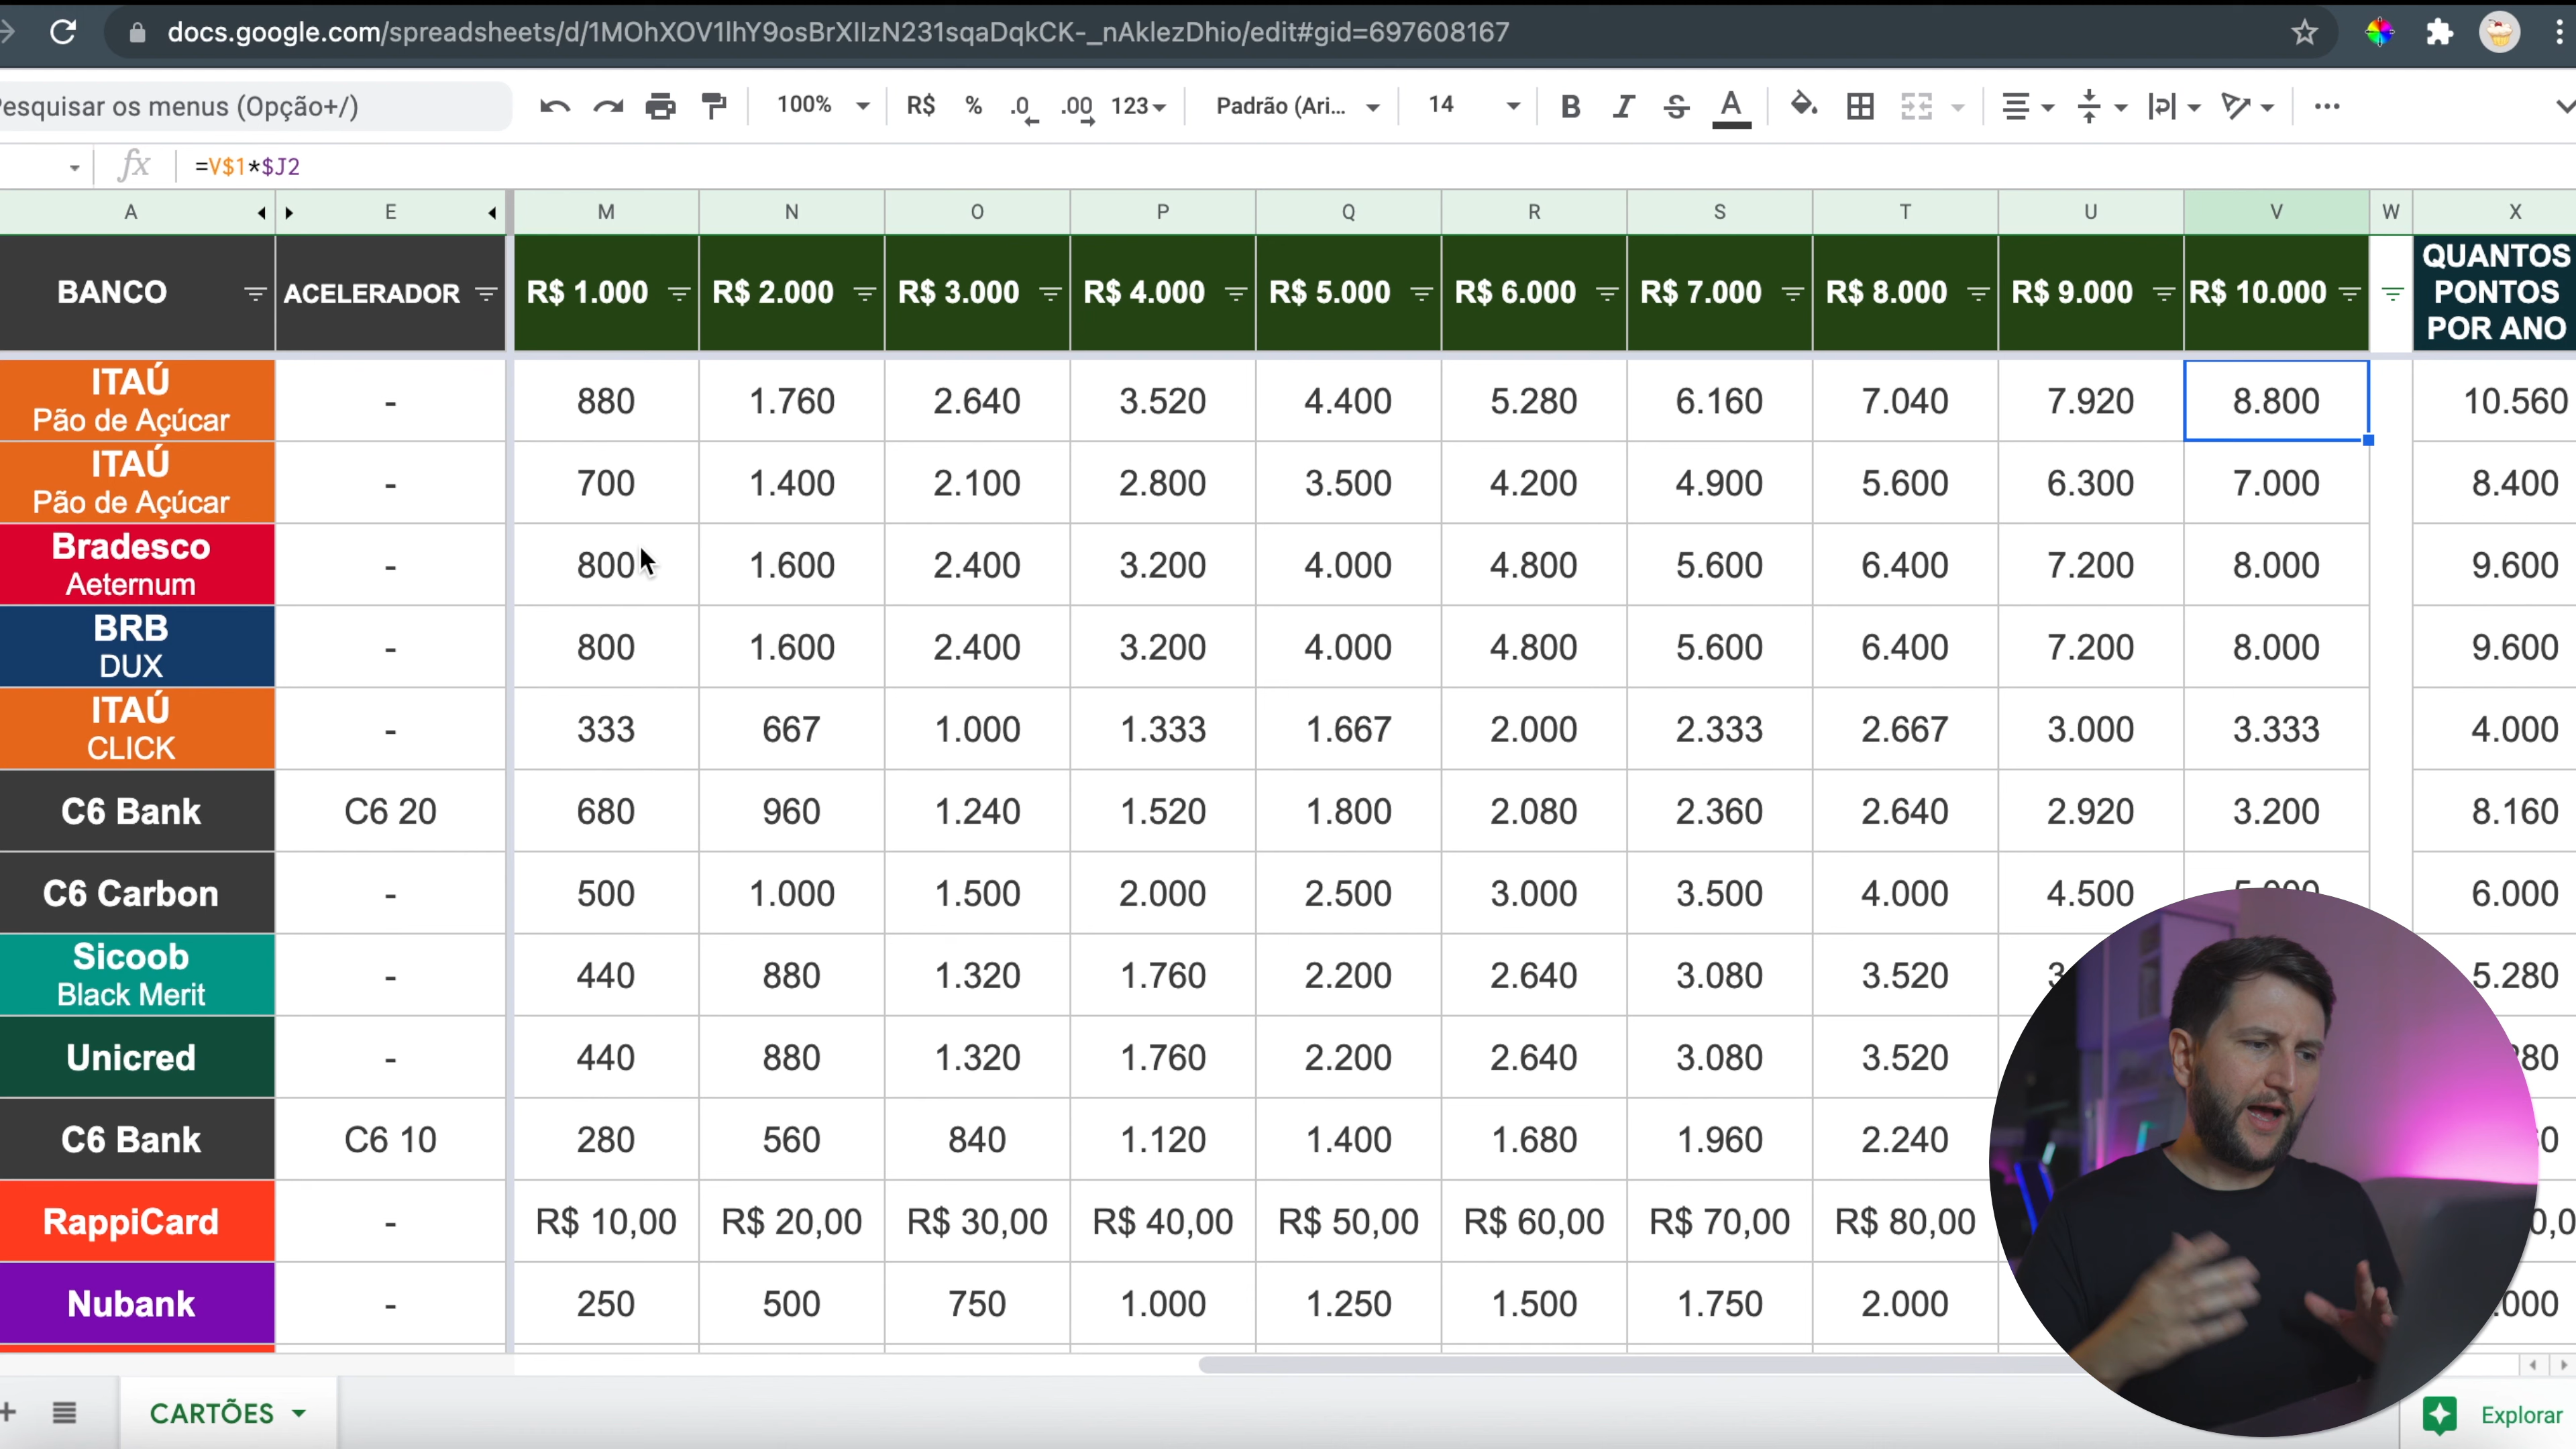 docs.google.com/spreadsheets/d/1MOhXOV1lhY9osBrXIIzN231sqaDqkCK-_nAklezDhio/edit#gid=697608167
esquisar os menus (Opção+/) 100% R$ % .0 .00 123 Padrão (Ari... 14 B I S A ...
fx =V$1*$J2
A E M N O P Q R S T U V W X
BANCO ACELERADOR R$ 1.000 R$ 2.000 R$ 3.000 R$ 4.000 R$ 5.000 R$ 6.000 R$ 7.000 R$ 8.000 R$ 9.000 R$ 10.000 QUANTOS
PONTOS
POR ANO
ITAÚ
Pão de Açúcar - 880 1.760 2.640 3.520 4.400 5.280 6.160 7.040 7.920 8.800 10.560
ITAÚ
Pão de Açúcar - 700 1.400 2.100 2.800 3.500 4.200 4.900 5.600 6.300 7.000 8.400
Bradesco
Aeternum - 800 1.600 2.400 3.200 4.000 4.800 5.600 6.400 7.200 8.000 9.600
BRB
DUX - 800 1.600 2.400 3.200 4.000 4.800 5.600 6.400 7.200 8.000 9.600
ITAÚ
CLICK - 333 667 1.000 1.333 1.667 2.000 2.333 2.667 3.000 3.333 4.000
C6 Bank C6 20 680 960 1.240 1.520 1.800 2.080 2.360 2.640 2.920 3.200 8.160
C6 Carbon - 500 1.000 1.500 2.000 2.500 3.000 3.500 4.000 4.500 6.000
Sicoob
Black Merit - 440 880 1.320 1.760 2.200 2.640 3.080 3.520 5.280
Unicred - 440 880 1.320 1.760 2.200 2.640 3.080 3.520
C6 Bank C6 10 280 560 840 1.120 1.400 1.680 1.960 2.240
RappiCard - R$ 10,00 R$ 20,00 R$ 30,00 R$ 40,00 R$ 50,00 R$ 60,00 R$ 70,00 R$ 80,00
Nubank - 250 500 750 1.000 1.250 1.500 1.750 2.000
CARTÕES Explorar